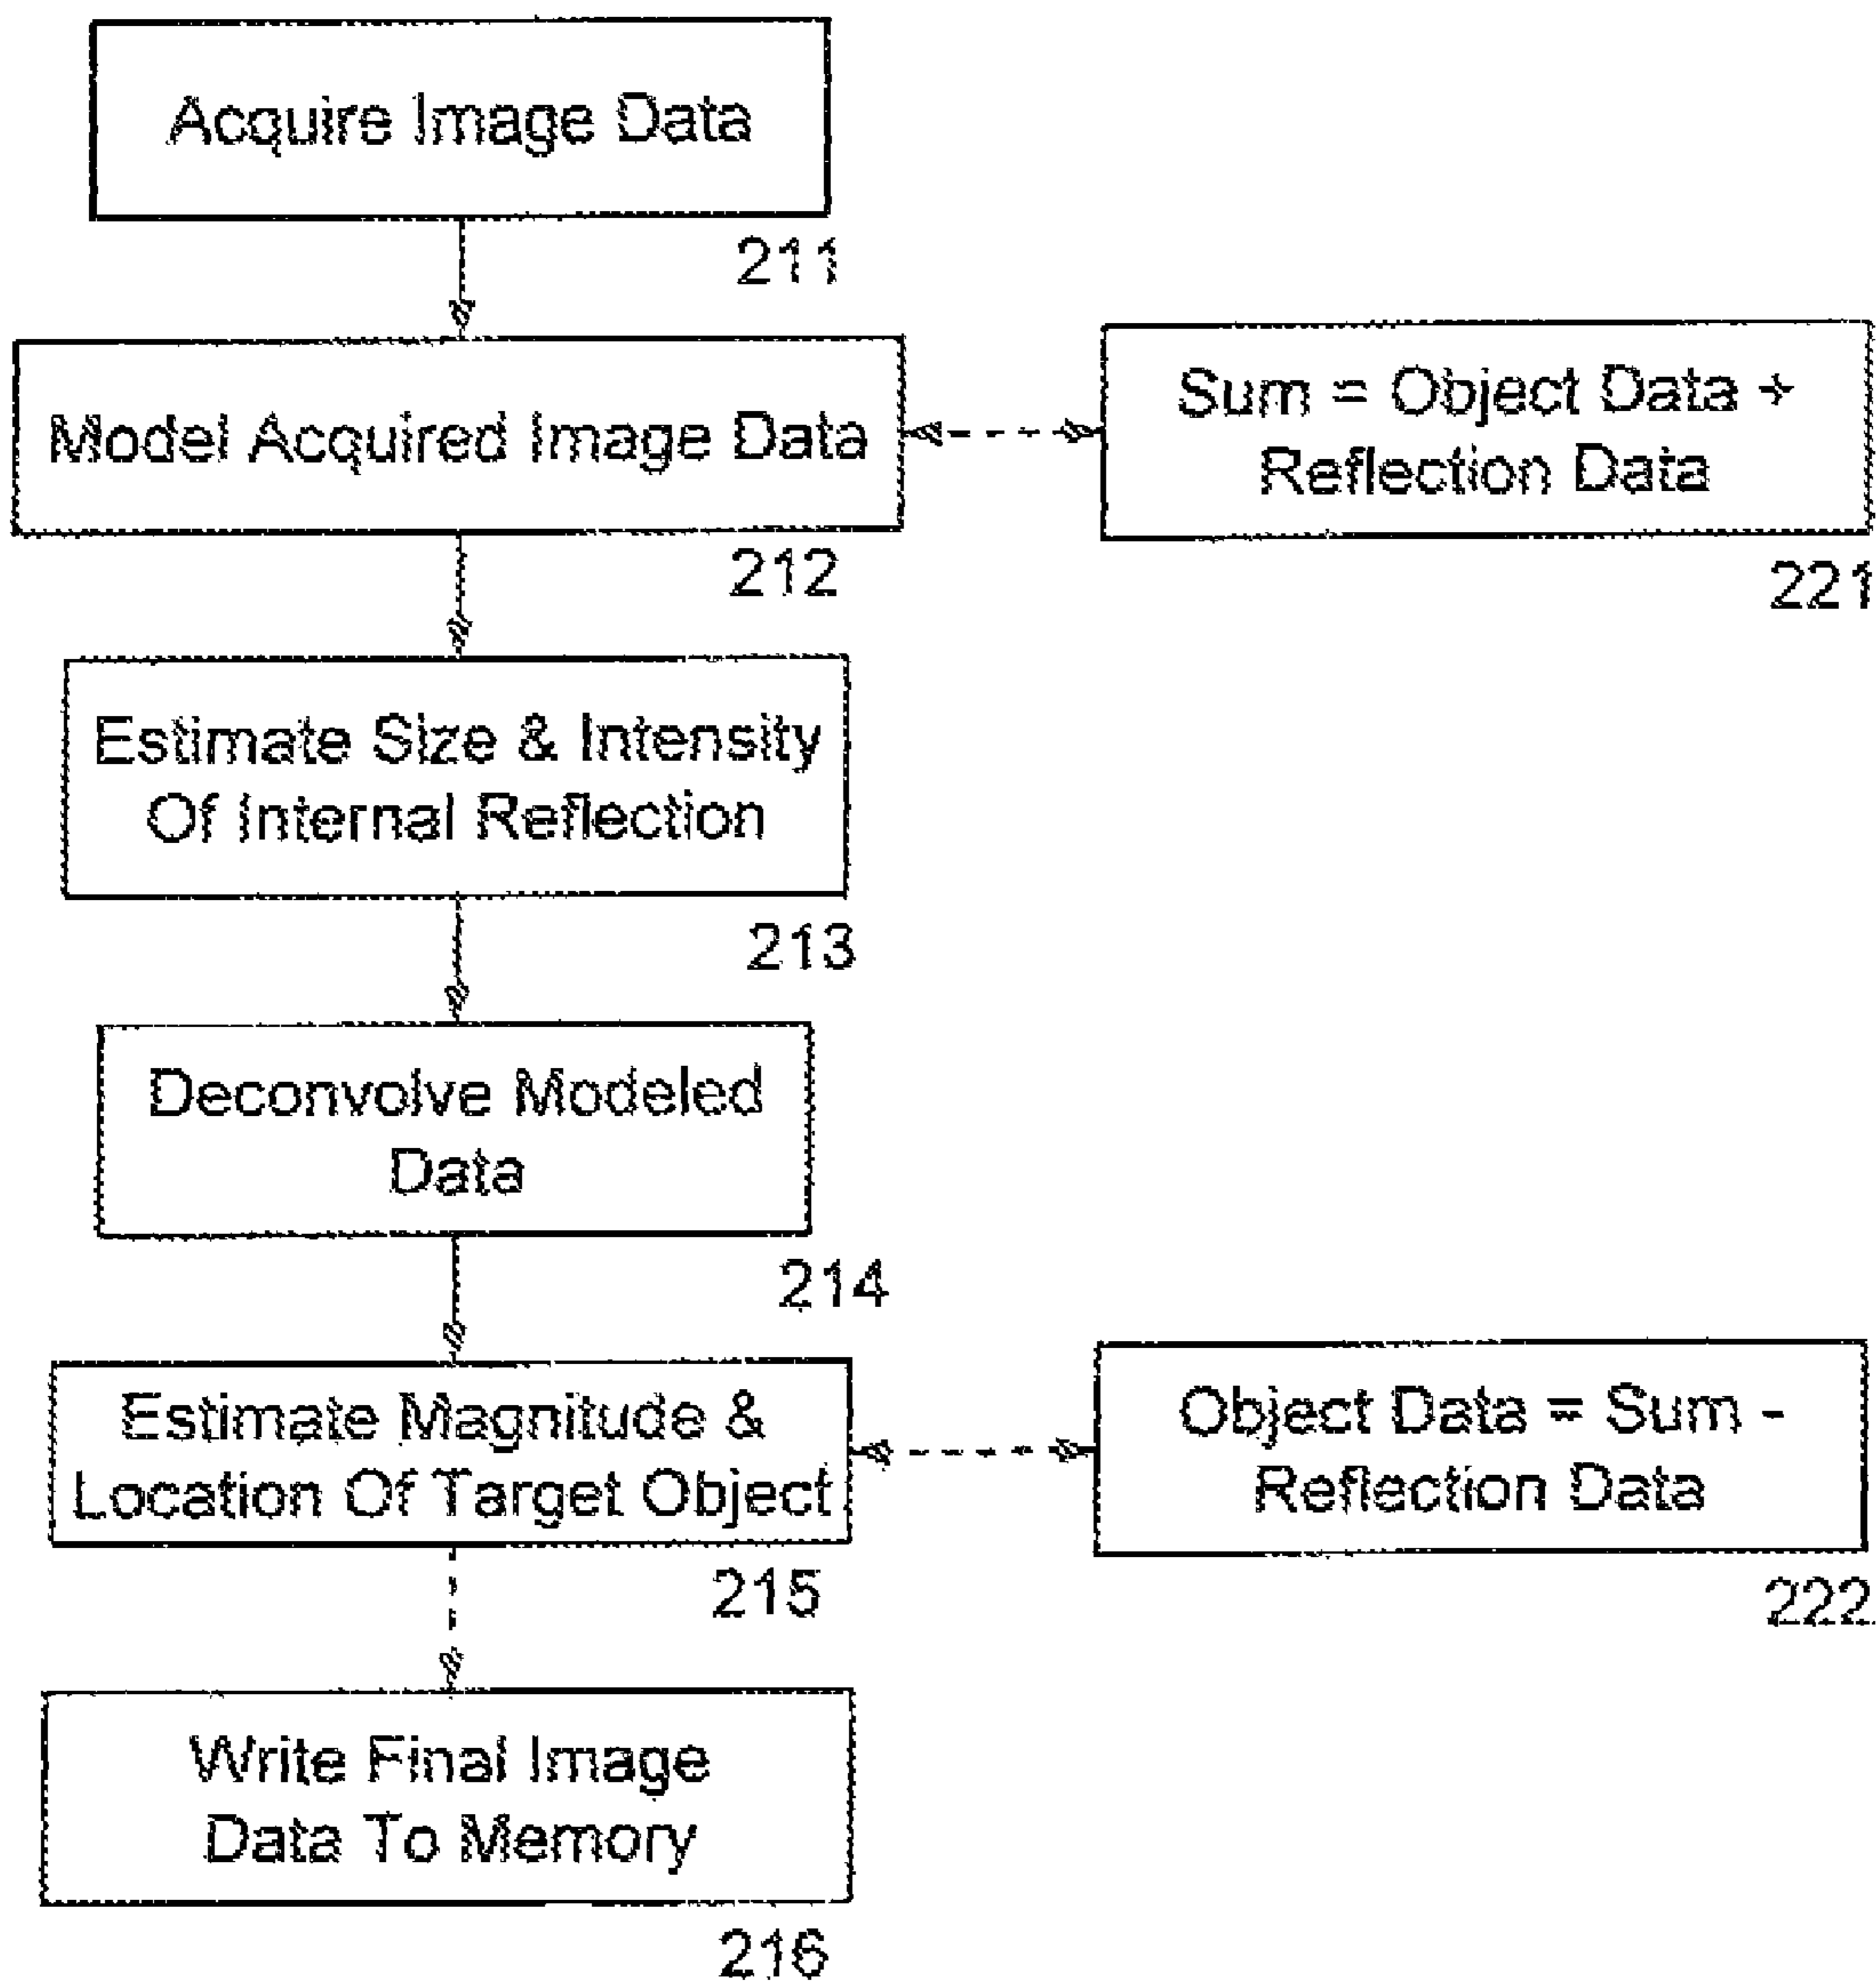 Acquire Image Data
211
Model Acquired Image Data
212
Sum = Object Data +
Reflection Data
221
Estimate Size & Intensity
Of Internal Reflection
213
Deconvolve Modeled
Data
214
Estimate Magnitude &
Location Of Target Object
215
Object Data = Sum -
Reflection Data
222
Write Final Image
Data To Memory
216